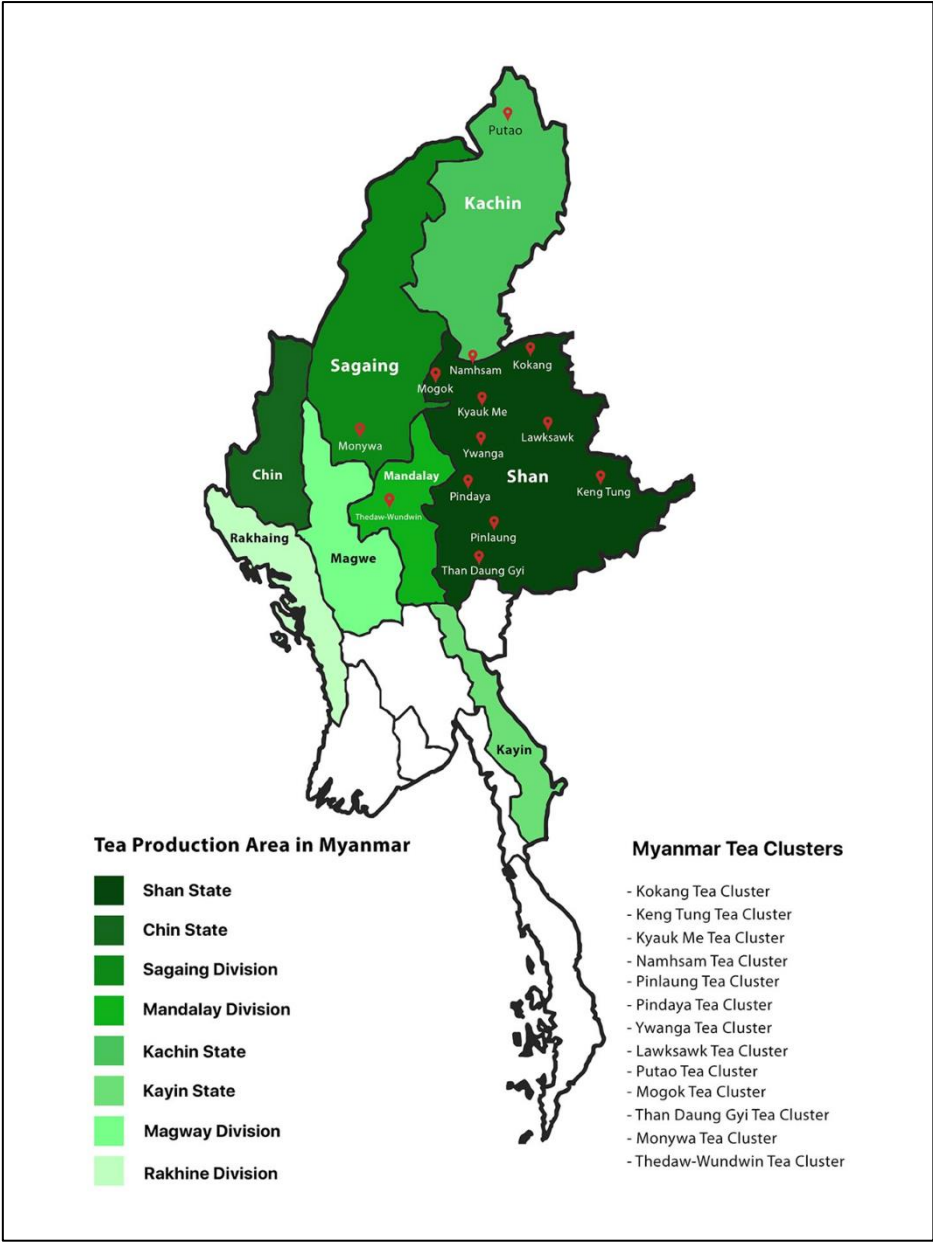 Putao
Kachin
Sagaing
Namhsam
Kokang
Mogok
Kyauk Me
Lawksawk
Monywa
Ywanga
Chin
Mandalay
Shan
Pindaya
Keng Tung
Thedaw-Wundwin
Pinlaung
Rakhaing
Magwe
Than Daung Gyi
Kayin
Tea Production Area in Myanmar
Shan State
Chin State
Sagaing Division
Mandalay Division
Kachin State
Kayin State
Magway Division
Rakhine Division
Myanmar Tea Clusters
- Kokang Tea Cluster
- Keng Tung Tea Cluster
- Kyauk Me Tea Cluster
- Namhsam Tea Cluster
- Pinlaung Tea Cluster
- Pindaya Tea Cluster
- Ywanga Tea Cluster
- Lawksawk Tea Cluster
- Putao Tea Cluster
- Mogok Tea Cluster
- Than Daung Gyi Tea Cluster
- Monywa Tea Cluster
- Thedaw-Wundwin Tea Cluster